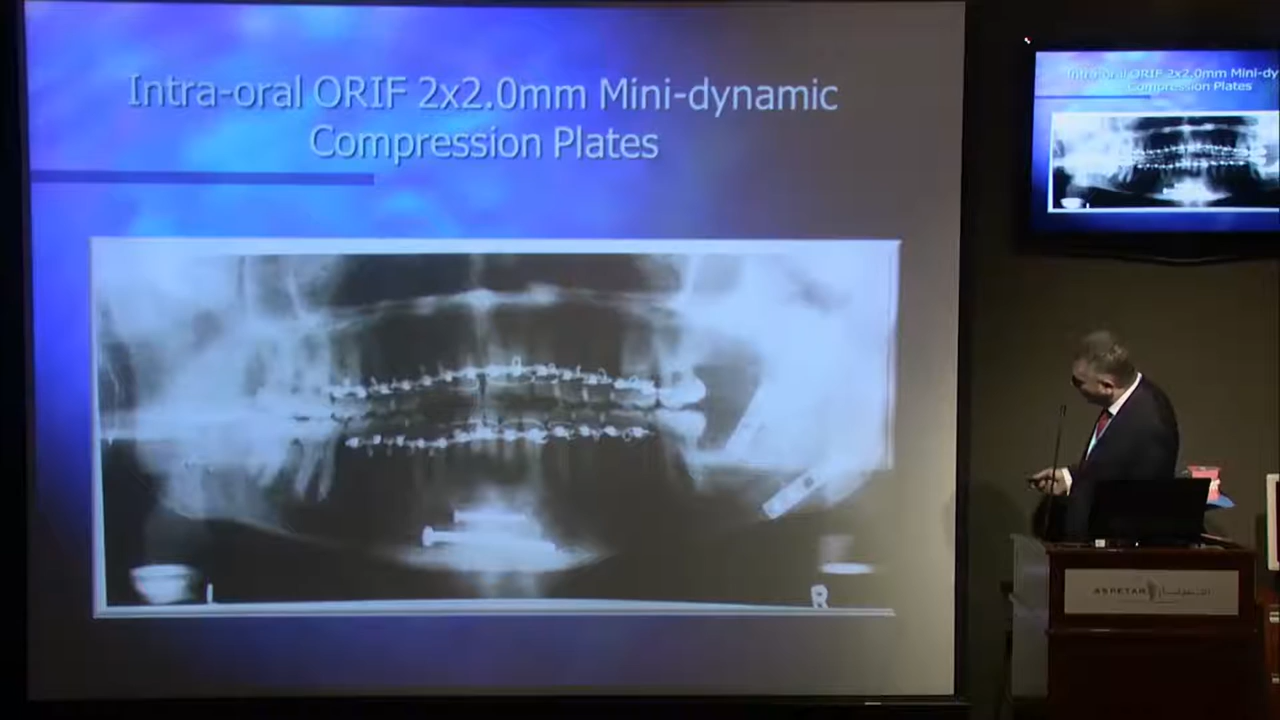 Intra-oral ORIF 2x2.0mm Mini-dynamic
Compression Plates
R
Intra-oral ORIF 2x2.0mm Mini-dy
Compression Plates
ASPETAR